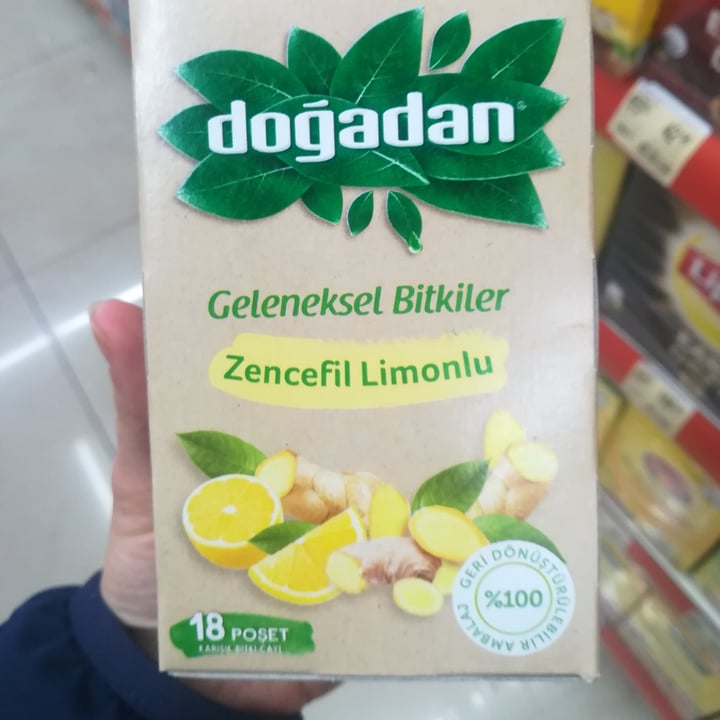 doğadan
Geleneksel Bitkiler
Zencefil Limonlu
18 POŞET
KARIŞIK BİTKİ ÇAYI
GERİ DÖNÜŞTÜRÜLEBİLİR AMBALAJ
%100